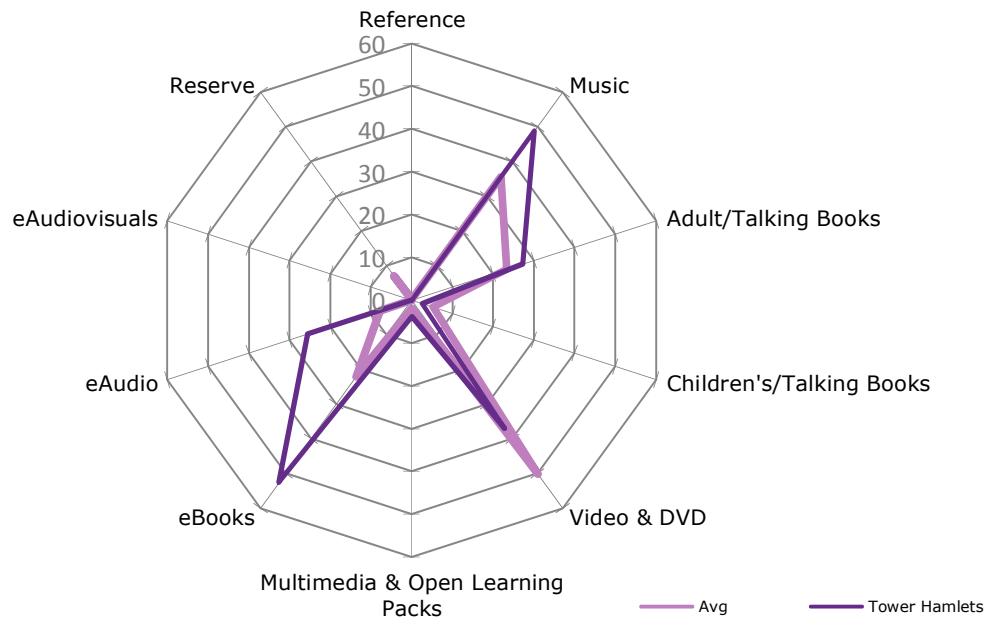 Reference
60
Reserve
Music
50
40
30
20
eAudiovisuals
Adult/Talking Books
10
0
eAudio
Children's/Talking Books
eBooks
Video & DVD
Multimedia & Open Learning
Packs
Avg
Tower Hamlets